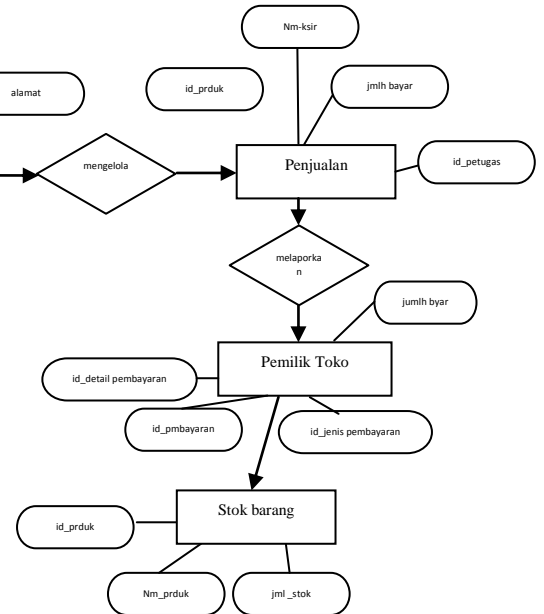 Nm-ksir
alamat
id_prduk
jmlh bayar
mengelola
Penjualan
id_petugas
melaporka
n
jumlh byar
Pemilik Toko
id_detail pembayaran
id_pmbayaran
id_jenis pembayaran
Stok barang
id_prduk
Nm_prduk
jml _stok